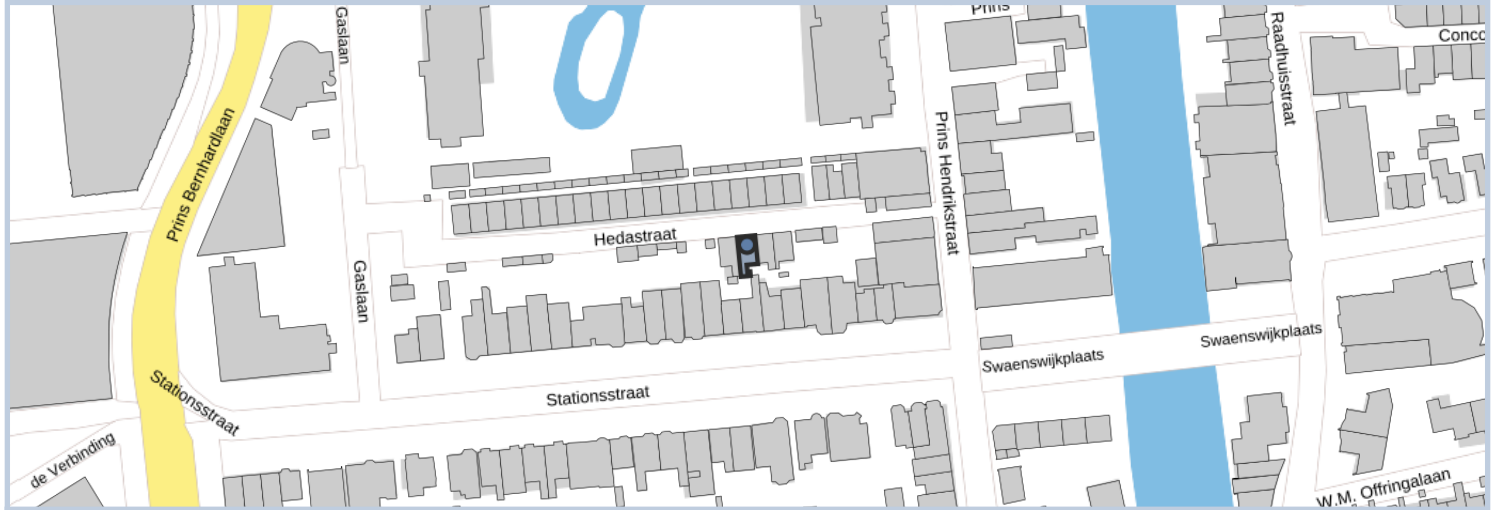 Prins
Gaslaan
Raadhuisstraat
Conco
Prins Bernhardlaan
Prins Hendrikstraat
Hedastraat
Gaslaan
Swaenswijkplaats
Swaenswijkplaats
Stationsstraat
Stationsstraat
de Verbinding
W.M. Offringalaan